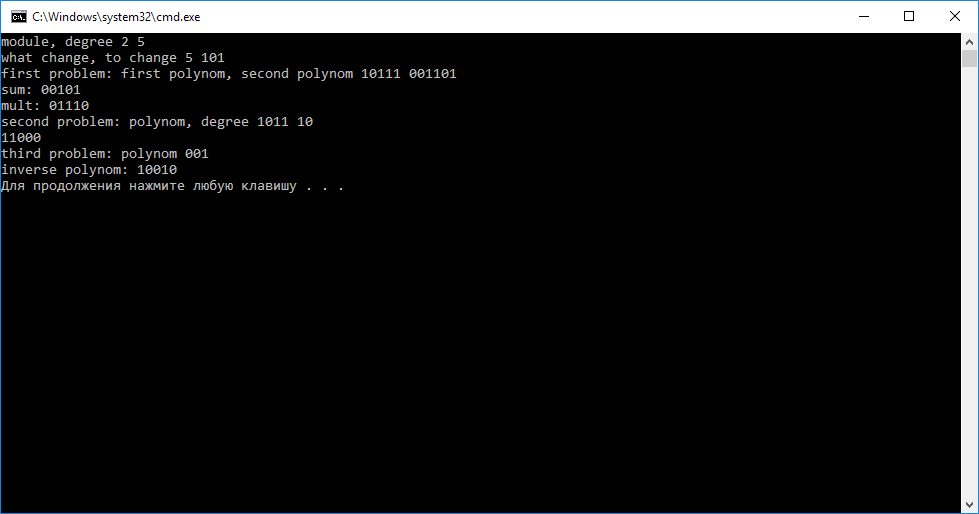 C:\Windows\system32\cmd.exe
module, degree 2 5
what change, to change 5 101
first problem: first polynom, second polynom 10111 001101
sum: 00101
mult: 01110
second problem: polynom, degree 1011 10
11000
third problem: polynom 001
inverse polynom: 10010
Для продолжения нажмите любую клавишу . . .